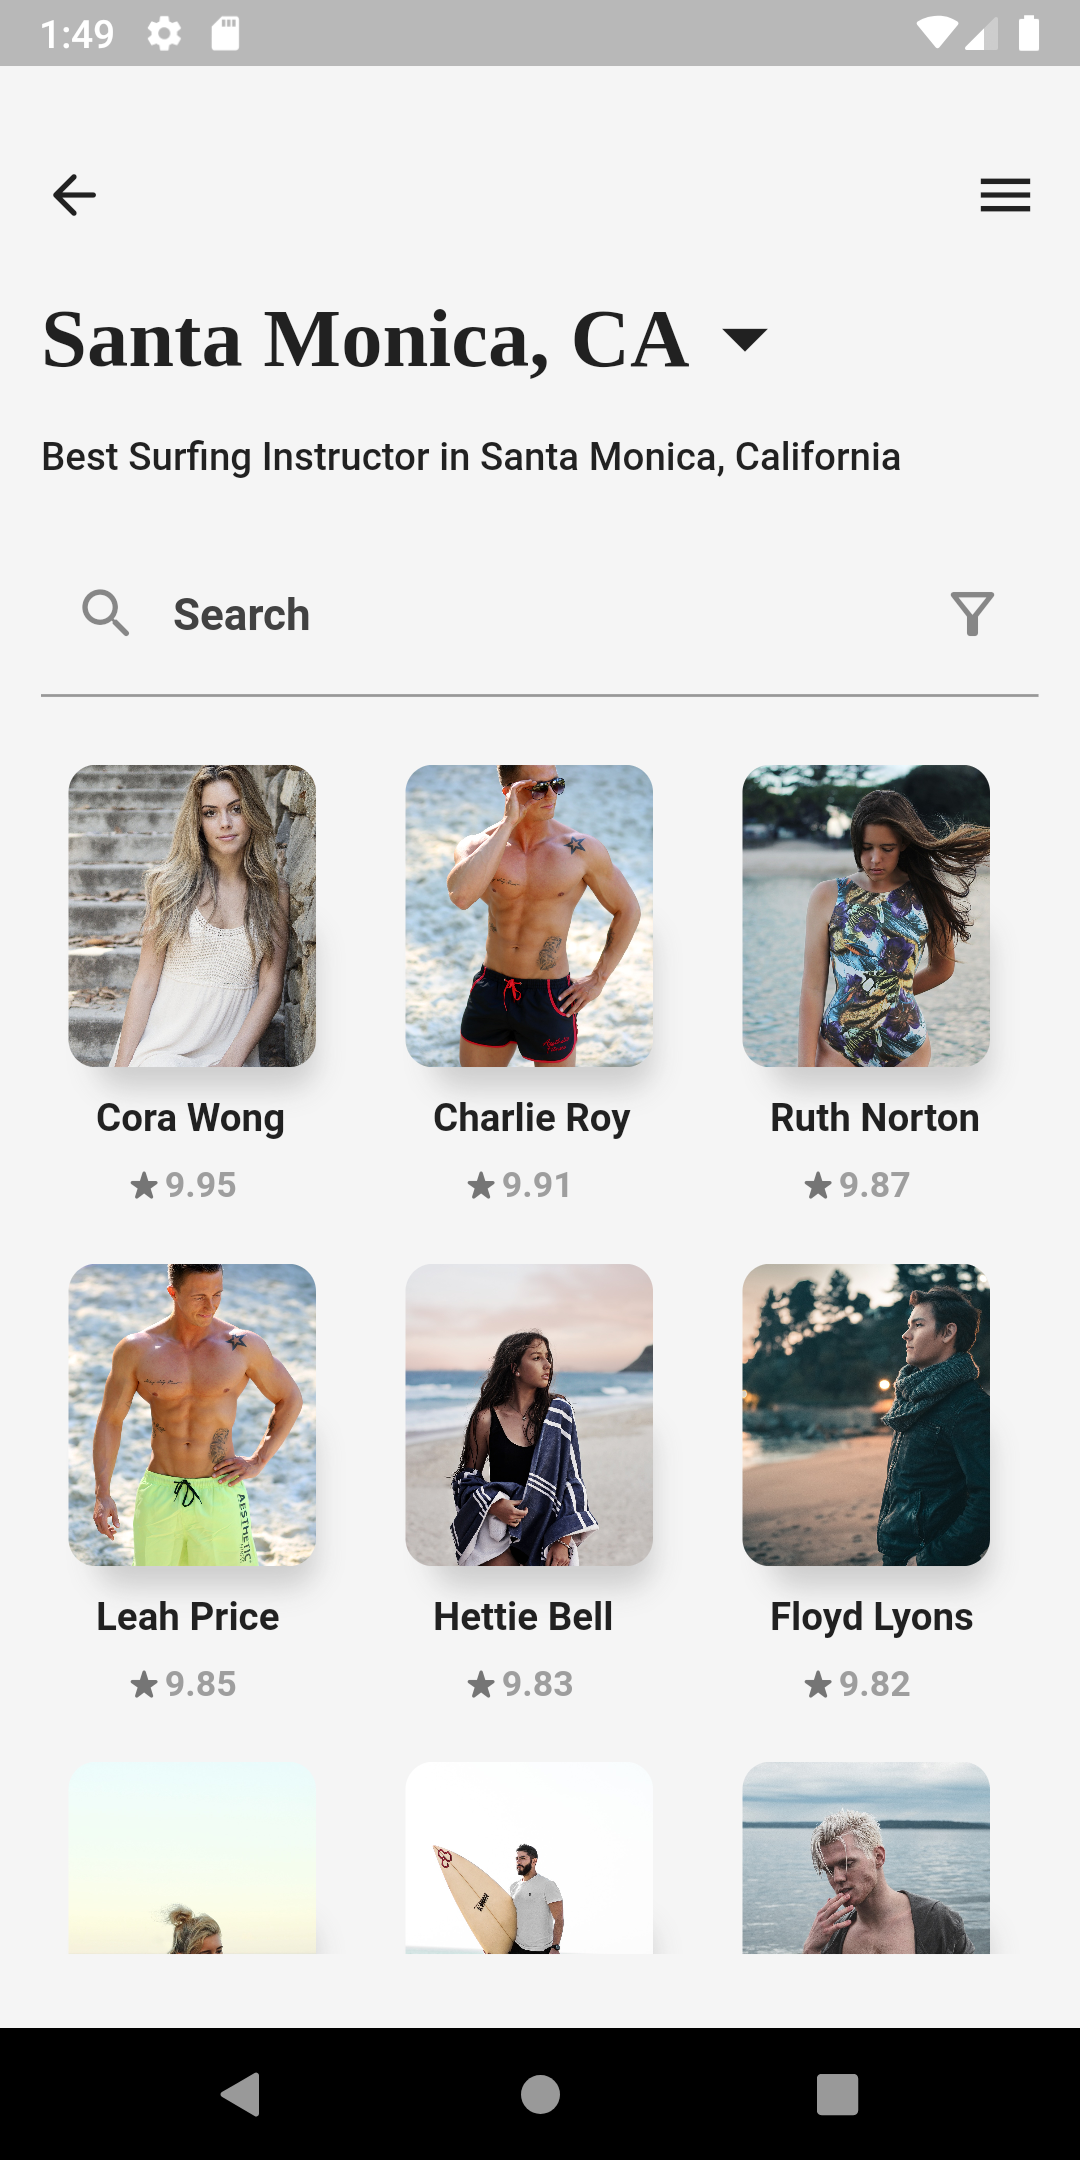 1:49
Santa Monica, CA
Best Surfing Instructor in Santa Monica, California
Search
Cora Wong
Charlie Roy
Ruth Norton
9.95
9.91
9.87
AESTHETIC
Leah Price
Hettie Bell
Floyd Lyons
9.85
9.83
9.82